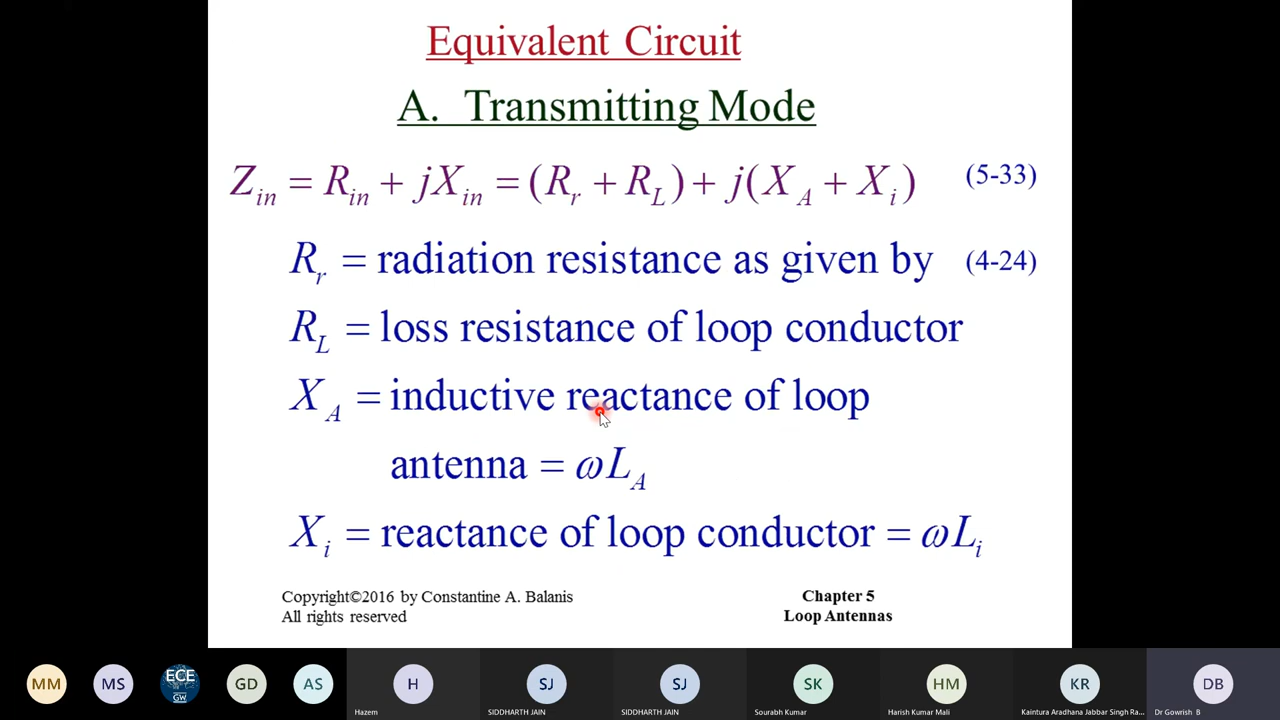 Equivalent Circuit
A. Transmitting Mode
Z_in = R_in + jX_in = (R_r + R_L) + j(X_A + X_i) (5-33)
R_r = radiation resistance as given by (4-24)
R_L = loss resistance of loop conductor
X_A = inductive reactance of loop
antenna = ωL_A
X_i = reactance of loop conductor = ωL_i
Copyright©2016 by Constantine A. Balanis
All rights reserved
Chapter 5
Loop Antennas
MM MS ECE GW GD AS H SJ SJ SK HM KR DB
Hazem SIDDHARTH JAIN SIDDHARTH JAIN Sourabh Kumar Harish Kumar Mali Kaintura Aradhana Jabbar Singh Ra... Dr Gowrish B